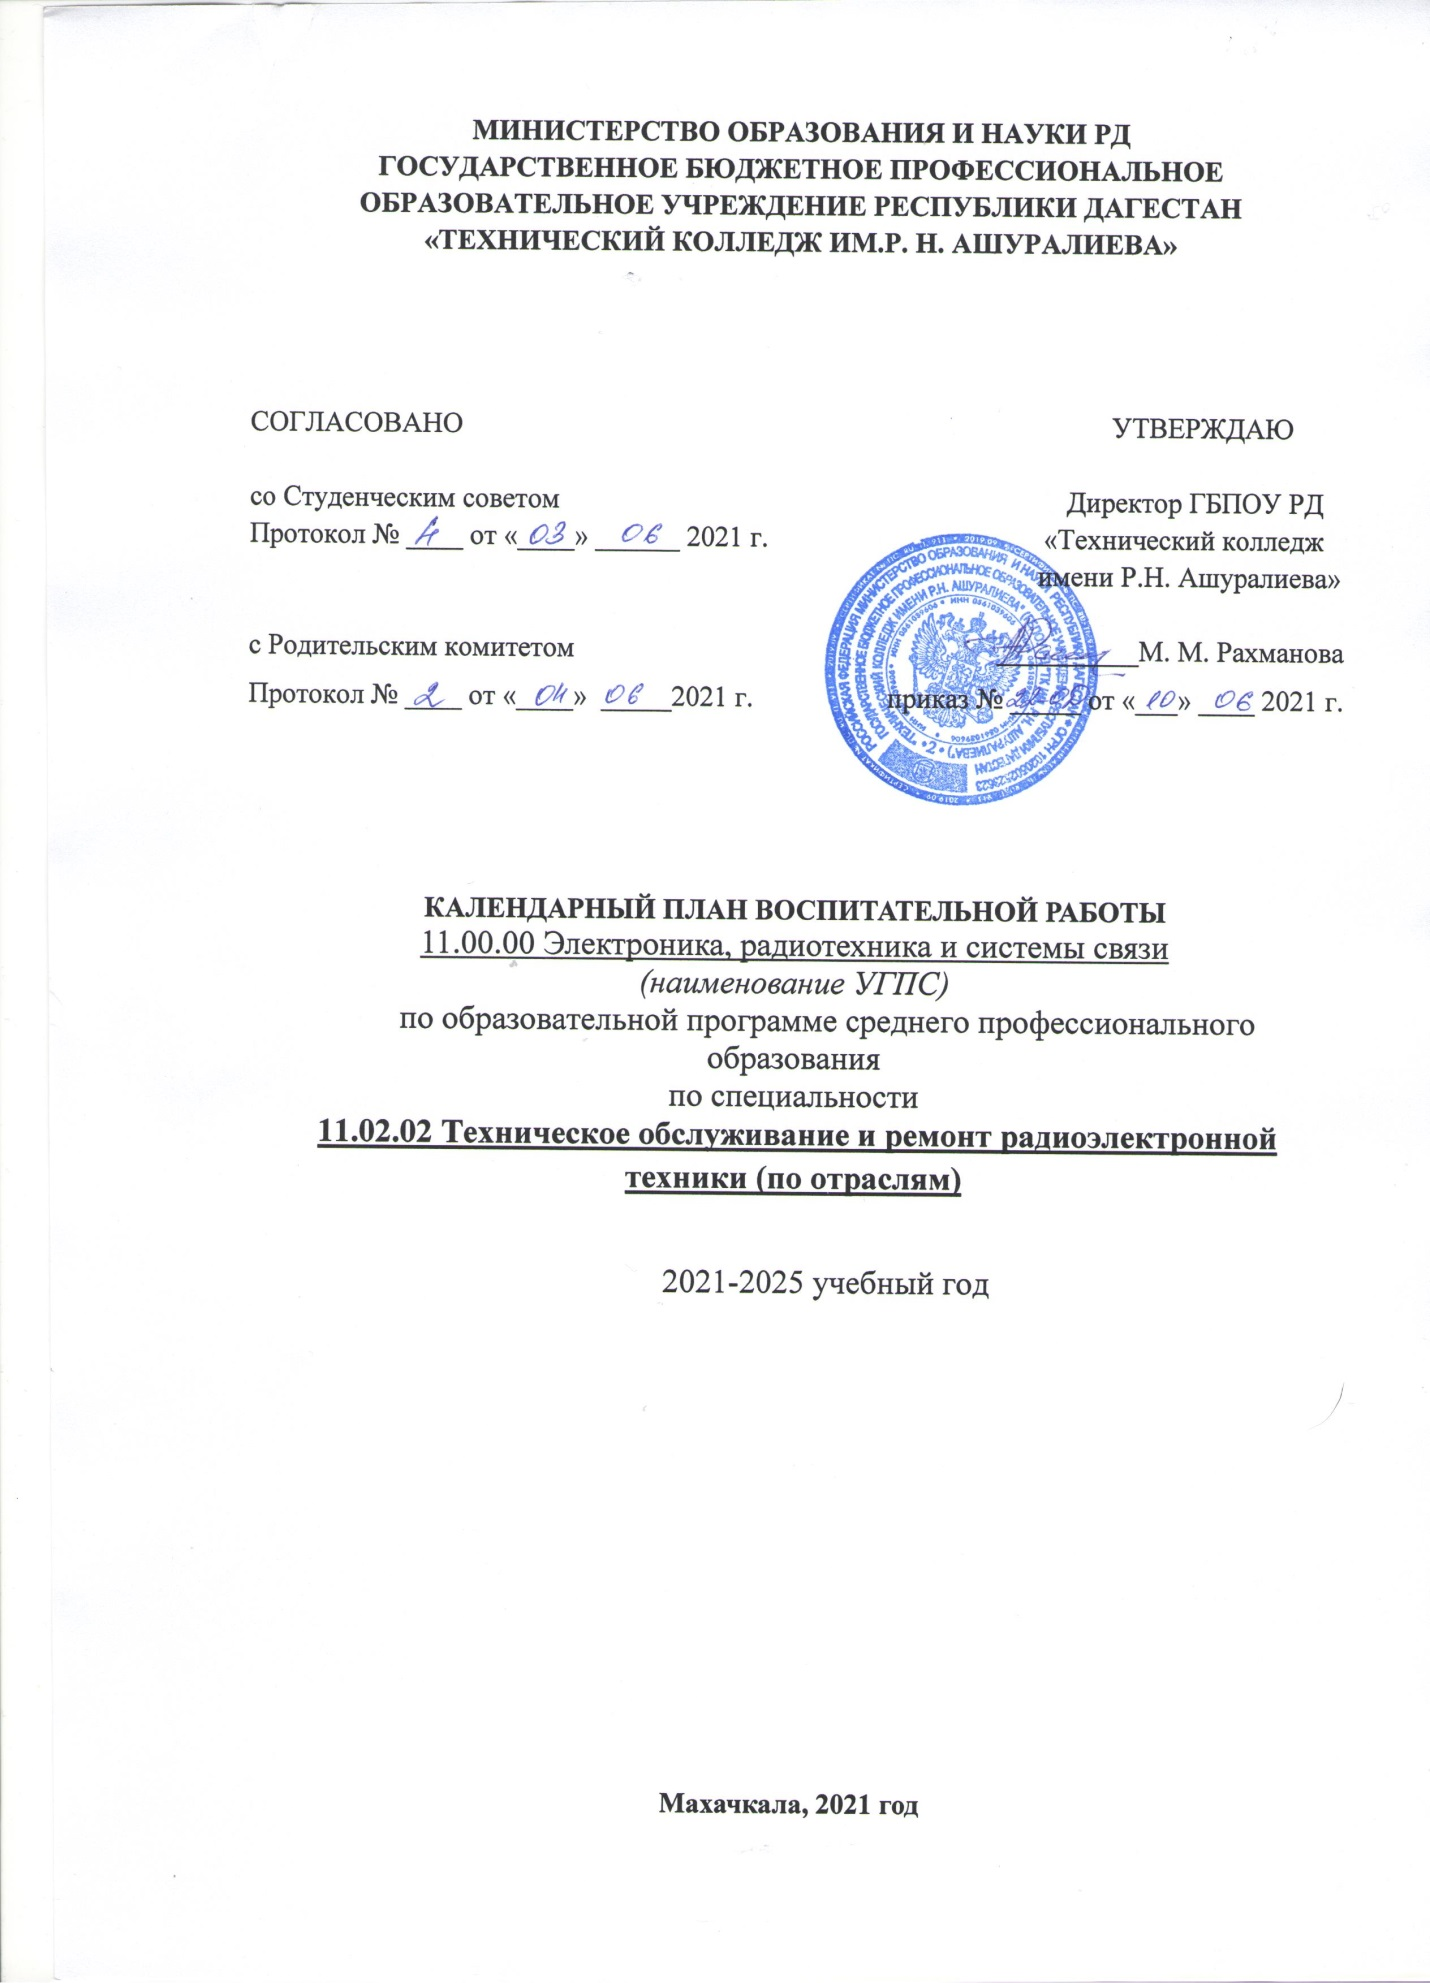 МИНИСТЕРСТВО ОБРАЗОВАНИЯ И НАУКИ РД
ГОСУДАРСТВЕННОЕ БЮДЖЕТНОЕ ПРОФЕССИОНАЛЬНОЕ
ОБРАЗОВАТЕЛЬНОЕ УЧРЕЖДЕНИЕ РЕСПУБЛИКИ ДАГЕСТАН
«ТЕХНИЧЕСКИЙ КОЛЛЕДЖ ИМ.Р. Н. АШУРАЛИЕВА»
СОГЛАСОВАНО
со Студенческим советом
Протокол № 4 от «03» 06 2021 г.
с Родительским комитетом
Протокол № 2 от «04» 06 2021 г.
УТВЕРЖДАЮ
Директор ГБПОУ РД
«Технический колледж
имени Р.Н. Ашуралиева»
М. М. Рахманова
приказ № от «10» 06 2021 г.
КАЛЕНДАРНЫЙ ПЛАН ВОСПИТАТЕЛЬНОЙ РАБОТЫ
11.00.00 Электроника, радиотехника и системы связи
(наименование УГПС)
по образовательной программе среднего профессионального
образования
по специальности
11.02.02 Техническое обслуживание и ремонт радиоэлектронной
техники (по отраслям)
2021-2025 учебный год
Махачкала, 2021 год